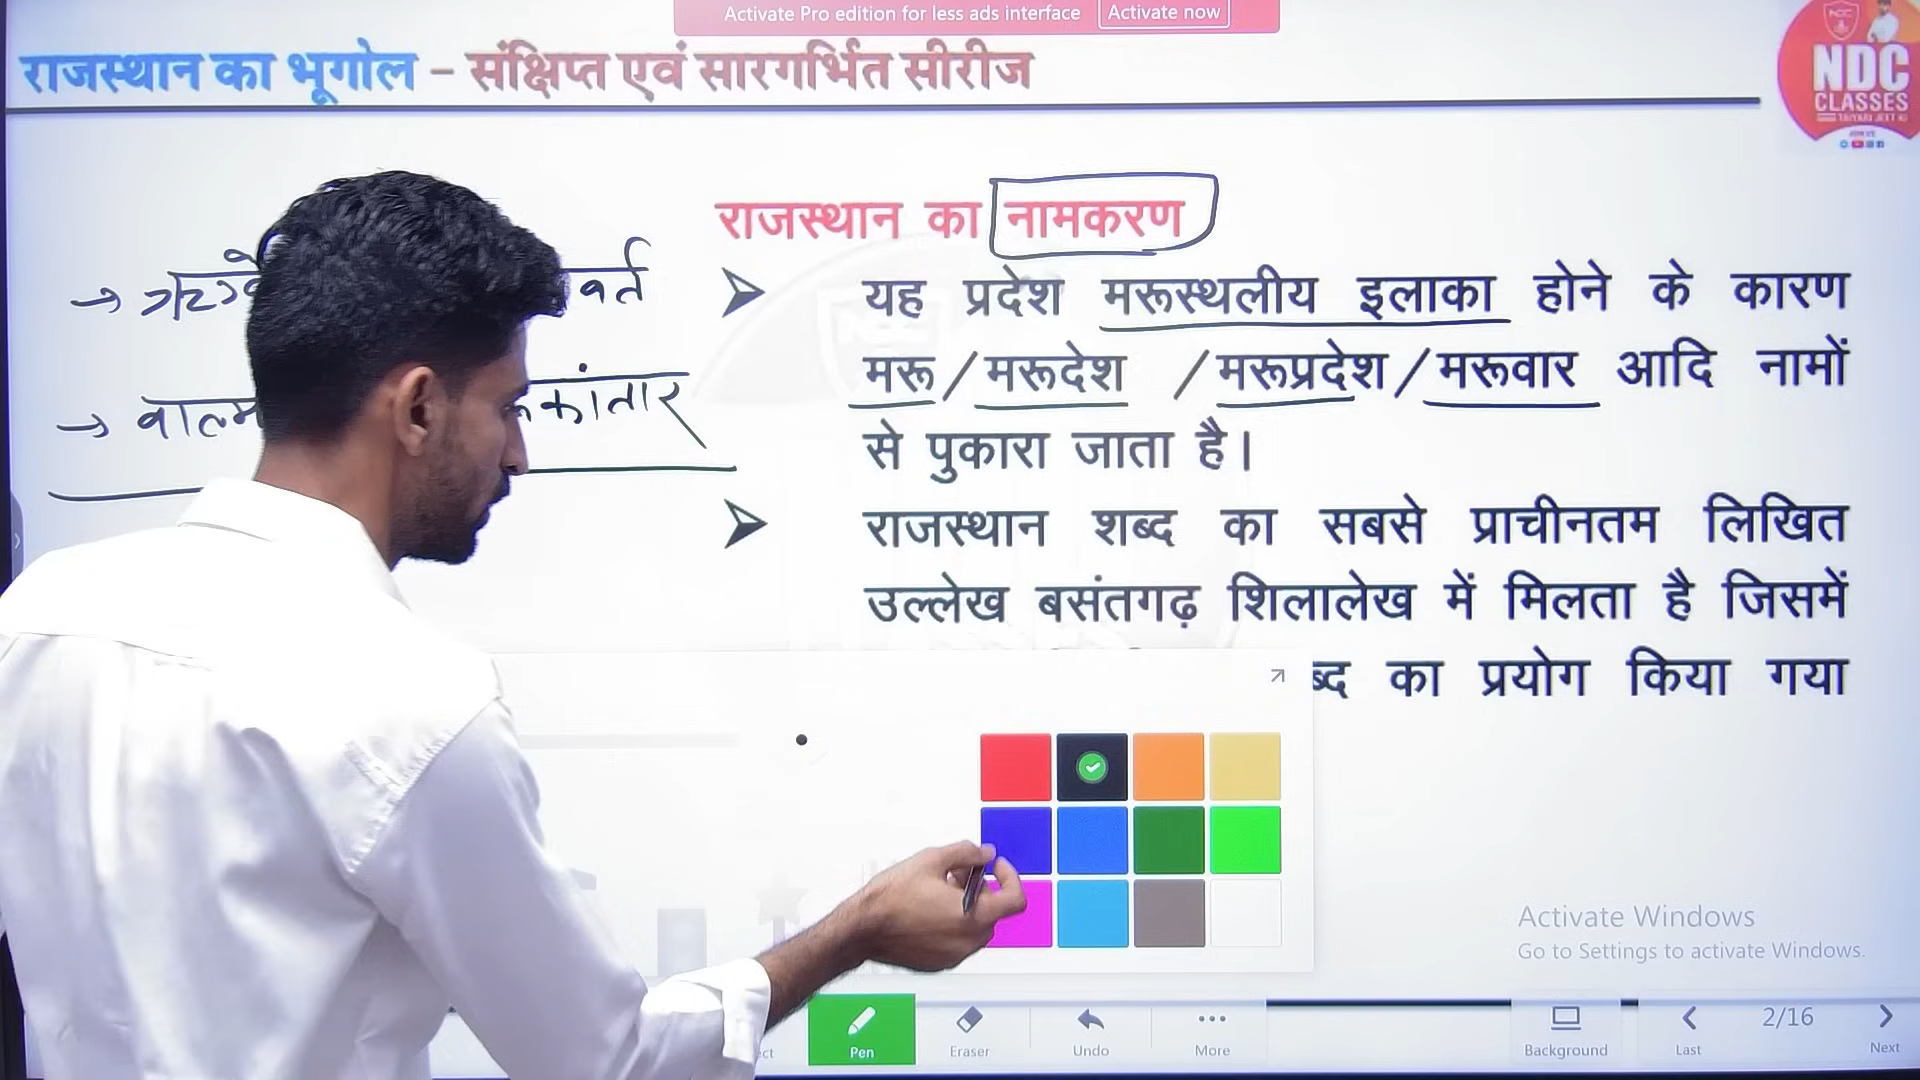 Activate Pro edition for less ads interface Activate now
राजस्थान का भूगोल – संक्षिप्त एवं सारगर्भित सीरीज
NDC
CLASSES
राजस्थान का नामकरण
यह प्रदेश मरूस्थलीय इलाका होने के कारण
मरू/मरूदेश /मरूप्रदेश/मरूवार आदि नामों
से पुकारा जाता है।
राजस्थान शब्द का सबसे प्राचीनतम लिखित
उल्लेख बसंतगढ़ शिलालेख में मिलता है जिसमें
का प्रयोग किया गया
वर्त
कांतार
Activate Windows
Go to Settings to activate Windows.
Pen Eraser Undo More Background Last 2/16 Next